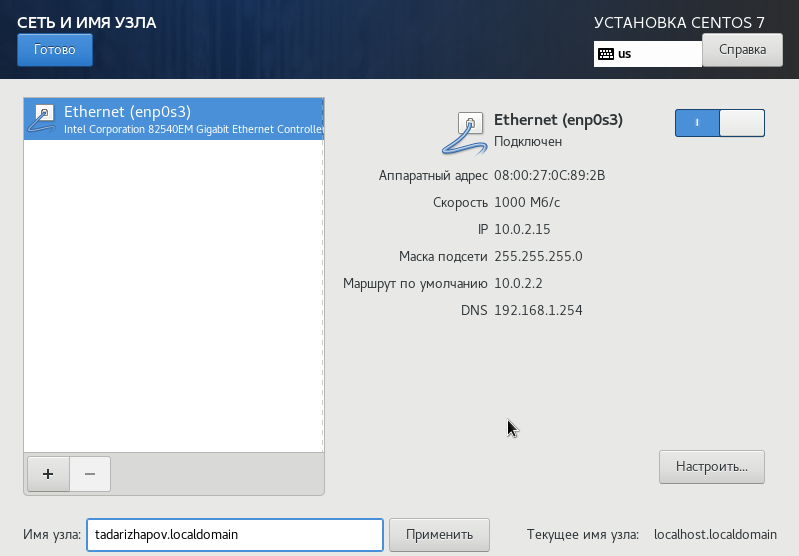 СЕТЬ И ИМЯ УЗЛА
УСТАНОВКА CENTOS 7
Готово
us
Справка
Ethernet (enp0s3)
Intel Corporation 82540EM Gigabit Ethernet Controller
Ethernet (enp0s3)
Подключен
Аппаратный адрес 08:00:27:0C:89:2B
Скорость 1000 Мб/с
IP 10.0.2.15
Маска подсети 255.255.255.0
Маршрут по умолчанию 10.0.2.2
DNS 192.168.1.254
Настроить...
Имя узла: tadarizhapov.localdomain Применить Текущее имя узла: localhost.localdomain